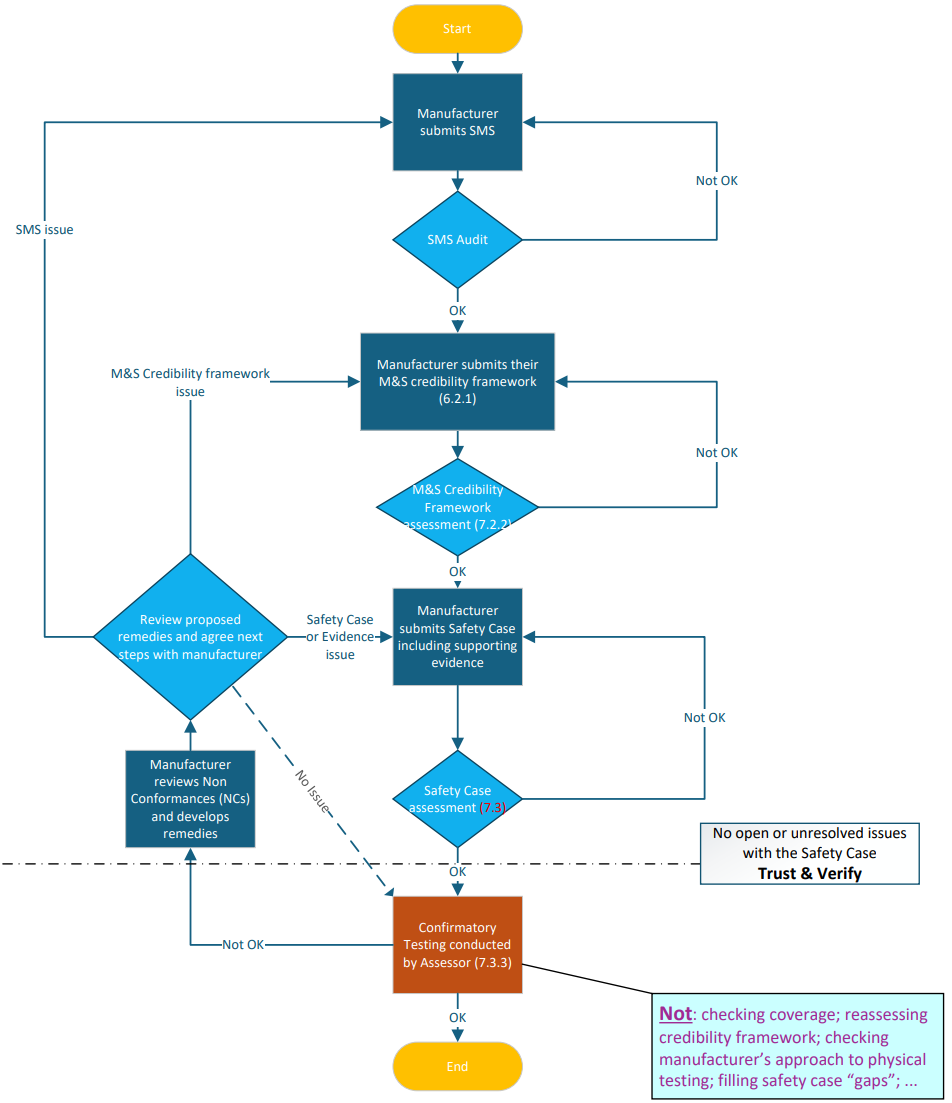 Start
Manufacturer
submits SMS
Not OK
SMS issue
SMS Audit
OK
M&S Credibility framework
issue
Manufacturer submits their
M&S credibility framework
(6.2.1)
Not OK
M&S Credibility
Framework
assessment (7.2.2)
OK
Manufacturer
submits Safety Case
including supporting
evidence
Safety Case
or Evidence
issue
Review proposed
remedies and agree next
steps with manufacturer
Not OK
No Issue
Manufacturer
reviews Non
Conformances (NCs)
and develops
remedies
Safety Case
assessment (7.3)
No open or unresolved issues
with the Safety Case
Trust & Verify
OK
Confirmatory
Testing conducted
by Assessor (7.3.3)
Not OK
OK
Not: checking coverage; reassessing
credibility framework; checking
manufacturer’s approach to physical
testing; filling safety case “gaps”; ...
End